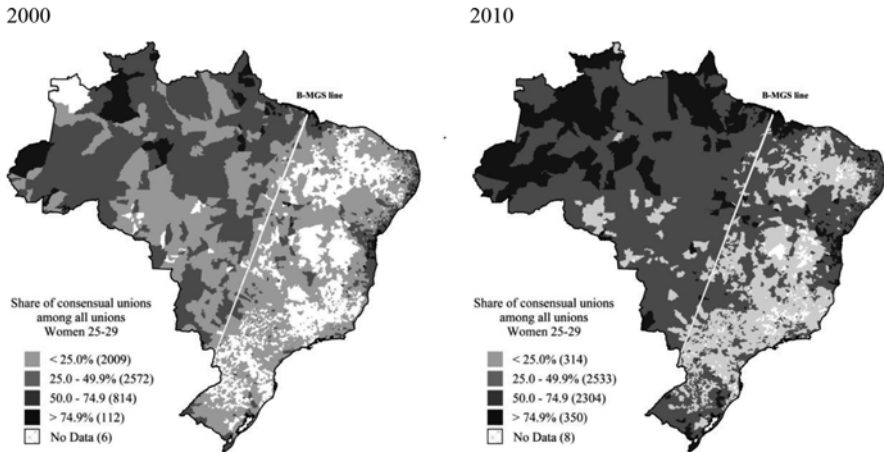 2000
B-MGS line
Share of consensual unions
among all unions
Women 25-29
< 25.0% (2009)
25.0 - 49.9% (2572)
50.0 - 74.9 (814)
> 74.9% (112)
No Data (6)
2010
B-MGS line
Share of consensual unions
among all unions
Women 25-29
< 25.0% (314)
25.0 - 49.9% (2533)
50.0 - 74.9 (2304)
> 74.9% (350)
No Data (8)